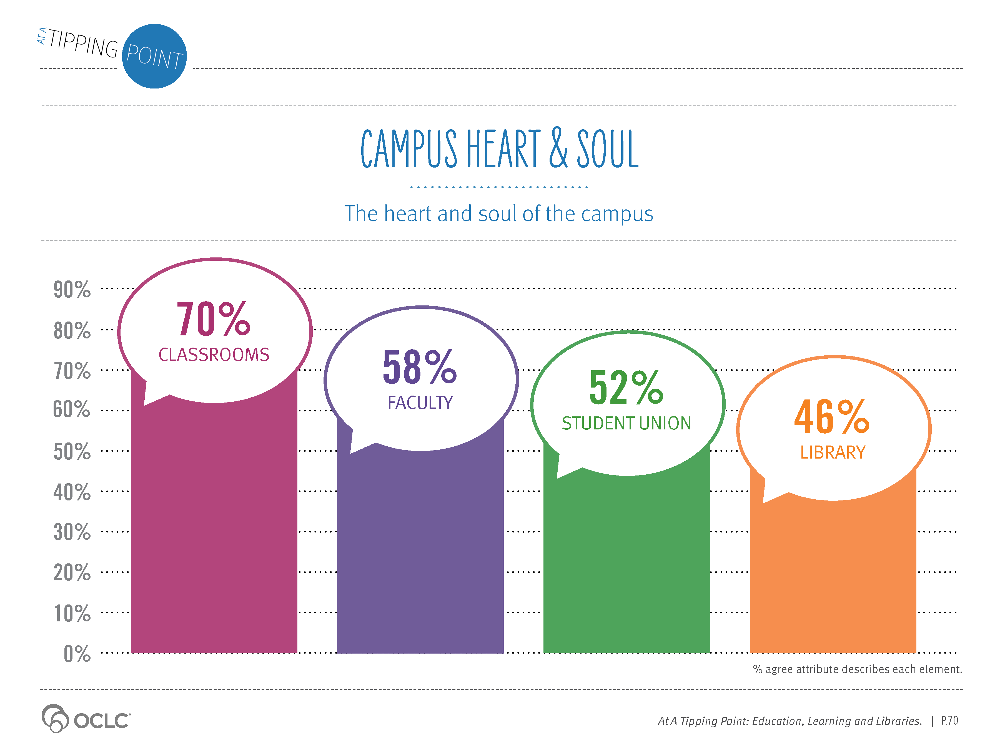 AT A TIPPING POINT
CAMPUS HEART & SOUL
The heart and soul of the campus
90%
80%
70%
60%
50%
40%
30%
20%
10%
0%
70%
CLASSROOMS
58%
FACULTY
52%
STUDENT UNION
46%
LIBRARY
% agree attribute describes each element.
OCLC
At A Tipping Point: Education, Learning and Libraries. | P.70